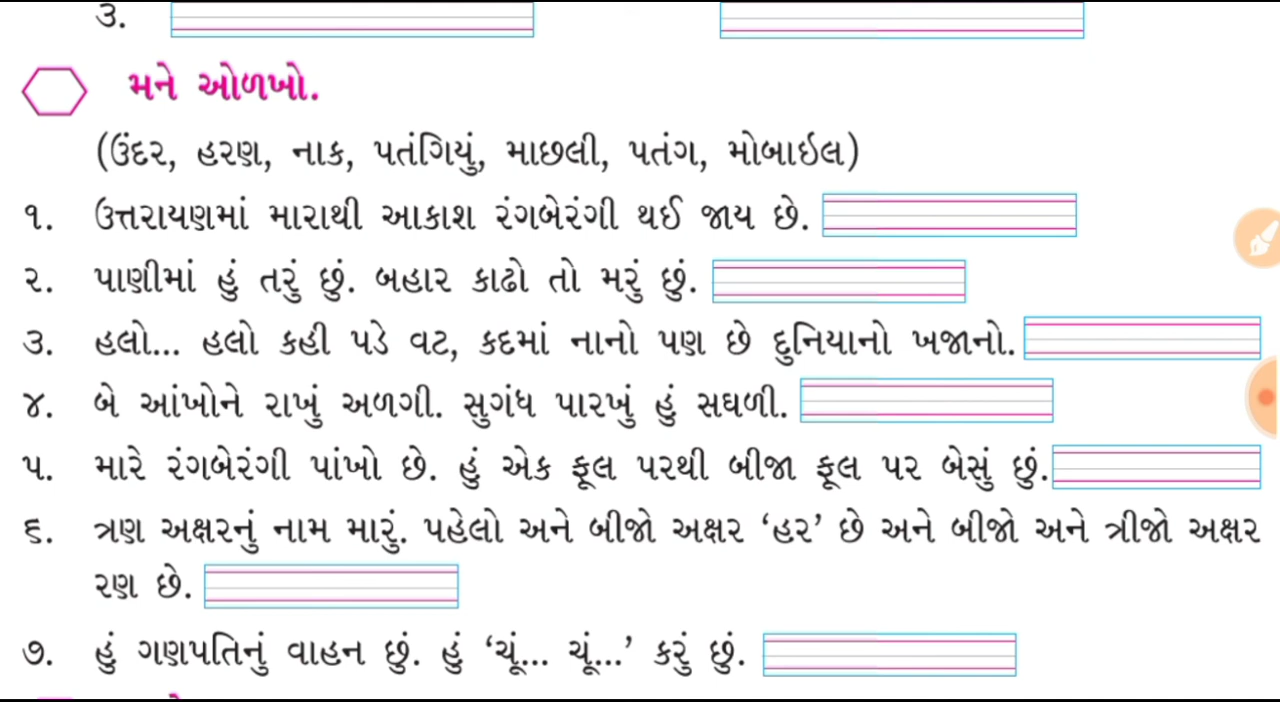 ૩.
મને ઓળખો.
(ઉંદર, હરણ, નાક, પતંગિયું, માછલી, પતંગ, મોબાઇલ)
૧. ઉત્તરાયણમાં મારાથી આકાશ રંગબેરંગી થઈ જાય છે.
૨. પાણીમાં હું તરું છું. બહાર કાઢો તો મરું છું.
૩. હલો... હલો કહી પડે વટ, કદમાં નાનો પણ છે દુનિયાનો ખજાનો.
૪. બે આંખોને રાખું અળગી. સુગંધ પારખું હું સઘળી.
૫. મારે રંગબેરંગી પાંખો છે. હું એક ફૂલ પરથી બીજા ફૂલ પર બેસું છું.
૬. ત્રણ અક્ષરનું નામ મારું. પહેલો અને બીજો અક્ષર ‘હર’ છે અને બીજો અને ત્રીજો અક્ષર
રણ છે.
૭. હું ગણપતિનું વાહન છું. હું ‘ચૂં... ચૂં...’ કરું છું.